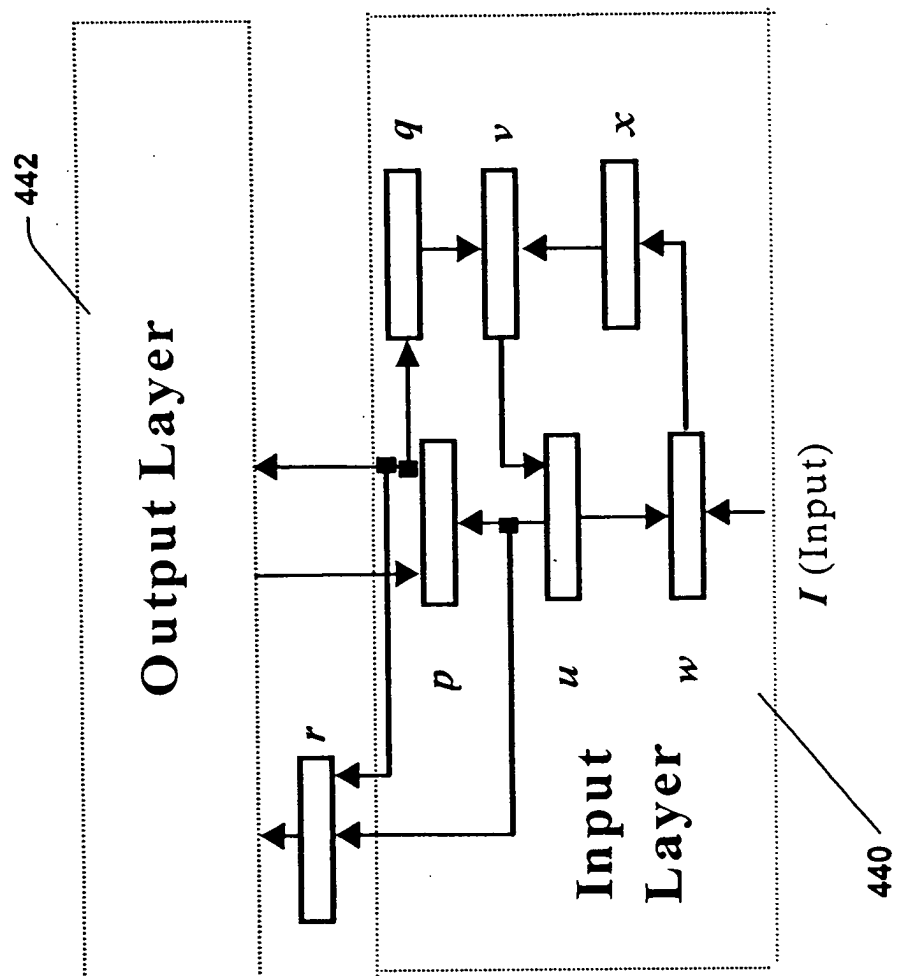 442
Output Layer
r
q
p
v
u
x
w
Input
Layer
I (Input)
440